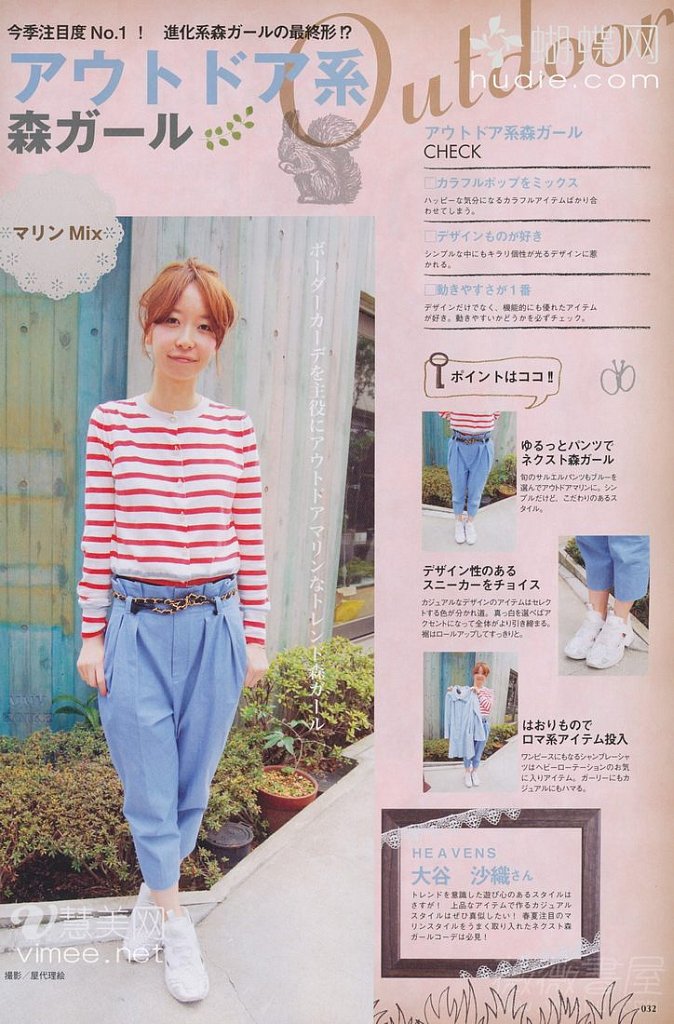 今季注目度 No.1 ! 進化系森ガールの最終形!?
Outdoor
アウトドア系
森ガール
蝴蝶网
hudie.com
アウトドア系森ガール
CHECK
□カラフルポップをミックス
ハッピーな気分になるカラフルアイテムばかり合
わせてしまう。
□デザインものが好き
シンプルな中にもキラリ個性が光るデザインに惹
かれる。
□動きやすさが1番
デザインだけでなく、機能的にも優れたアイテム
が好き。動きやすいかどうかを必ずチェック。
マリン Mix
ボーダーカーデを主役にアウトドアマリンなトレンド森ガール
ポイントはココ!!
ゆるっとパンツで
ネクスト森ガール
旬のサルエルパンツもブルーを
選んでアウトドアマリンに。シン
プルだけど、こだわりのあるス
タイル。
デザイン性のある
スニーカーをチョイス
カジュアルなデザインのアイテムはセレク
トする色が分かれ道。真っ白を選べばア
クセントになって全体がより引き締まる。
裾はロールアップしてすっきりと。
はおりもので
ロマ系アイテム投入
ワンピースにもなるシャンブレーシャ
ツはヘビーローテーションのお気
に入りアイテム。ガーリーにもカ
ジュアルにもハマる。
HEAVENS
大谷 沙織さん
トレンドを意識した遊び心のあるスタイルは
さすが! 上品なアイテムで作るカジュアル
スタイルはぜひ真似したい! 春夏注目のマ
リンスタイルをうまく取り入れたネクスト森
ガールコーデは必見!
慧美网
vimee.net
撮影/屋代理絵
032